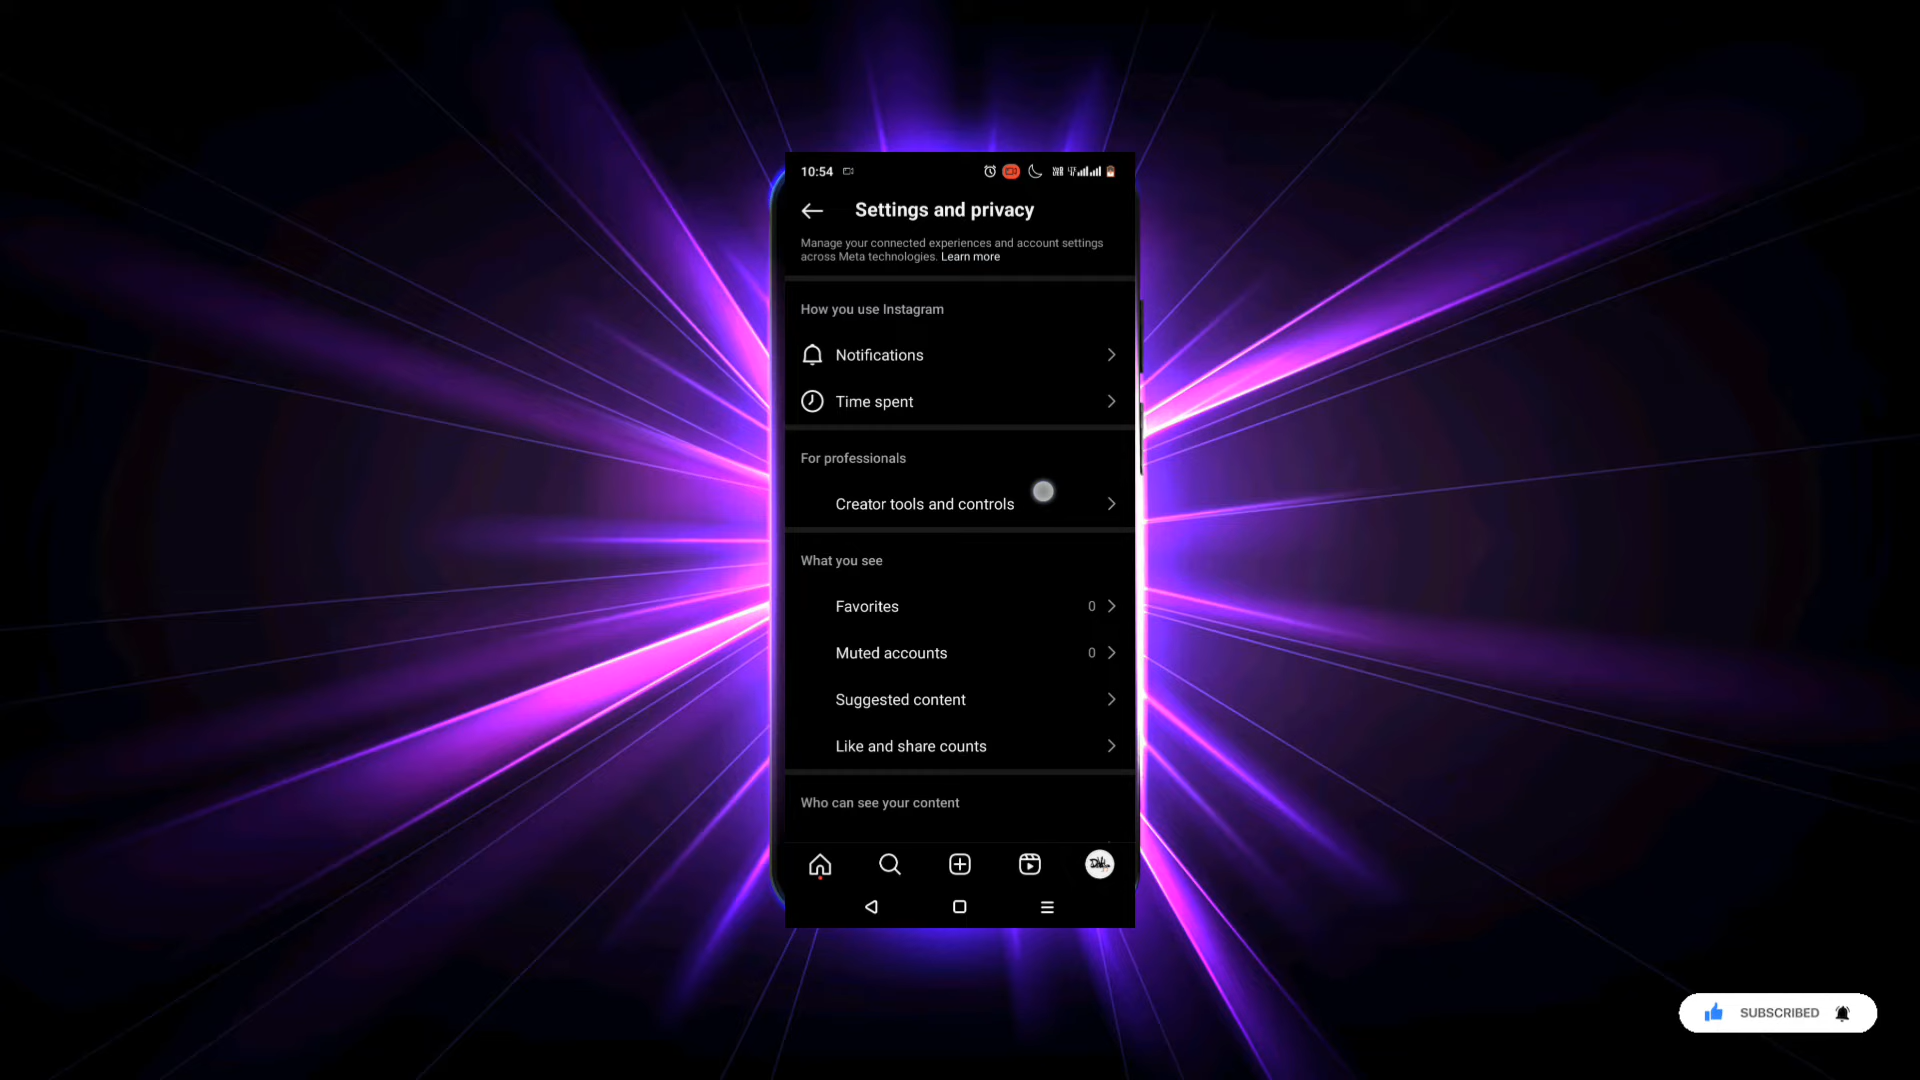 10:54
Settings and privacy
Manage your connected experiences and account settings
across Meta technologies. Learn more
How you use Instagram
Notifications
Time spent
For professionals
Creator tools and controls
What you see
Favorites 0
Muted accounts 0
Suggested content
Like and share counts
Who can see your content
SUBSCRIBED